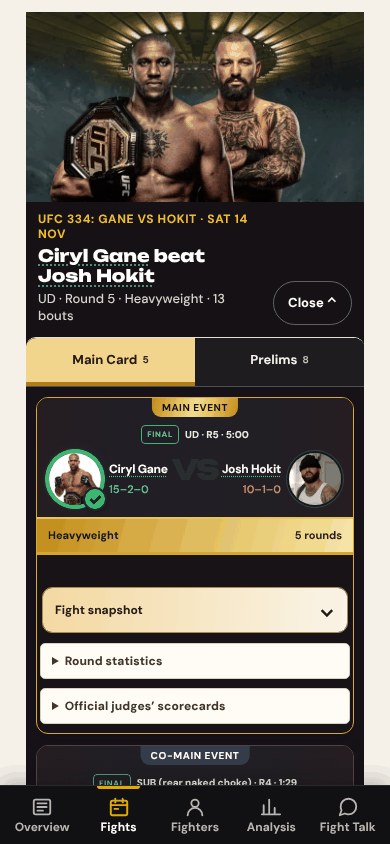 UFC
UFC
UFC 334: GANE VS HOKIT · SAT 14
NOV
Ciryl Gane beat
Josh Hokit
UD · Round 5 · Heavyweight · 13
bouts
Close ^
Main Card 5
Prelims 8
MAIN EVENT
FINAL UD · R5 · 5:00
Ciryl Gane VS Josh Hokit
15–2–0 10–1–0
Heavyweight 5 rounds
Fight snapshot
Round statistics
Official judges’ scorecards
CO-MAIN EVENT
FINAL SUB (rear naked choke) · R4 · 1:29
Overview Fights Fighters Analysis Fight Talk